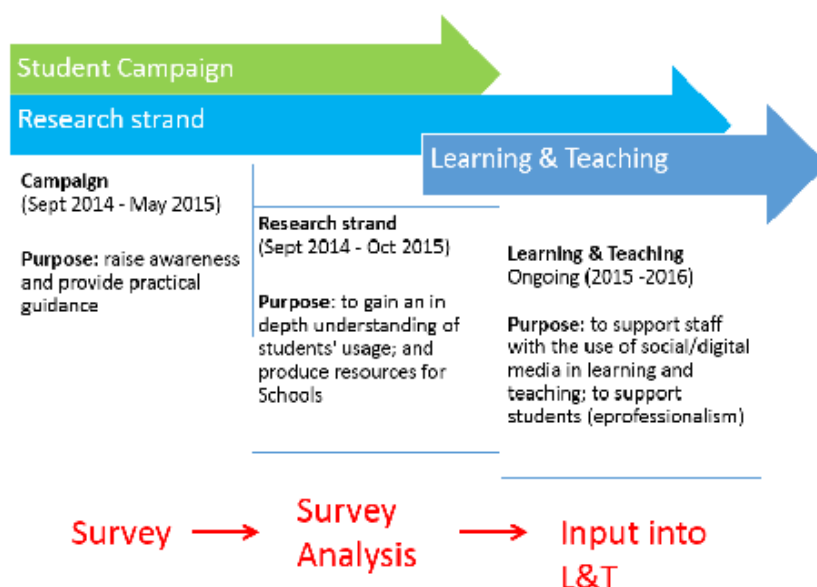 Student Campaign
Research strand
Learning & Teaching
Campaign
(Sept 2014 - May 2015)
Purpose: raise awareness
and provide practical
guidance
Research strand
(Sept 2014 - Oct 2015)
Purpose: to gain an in
depth understanding of
students' usage; and
produce resources for
Schools
Learning & Teaching
Ongoing (2015 -2016)
Purpose: to support staff
with the use of social/digital
media in learning and
teaching; to support
students (eprofessionalism)
Survey
Survey
Analysis
Input into
L&T